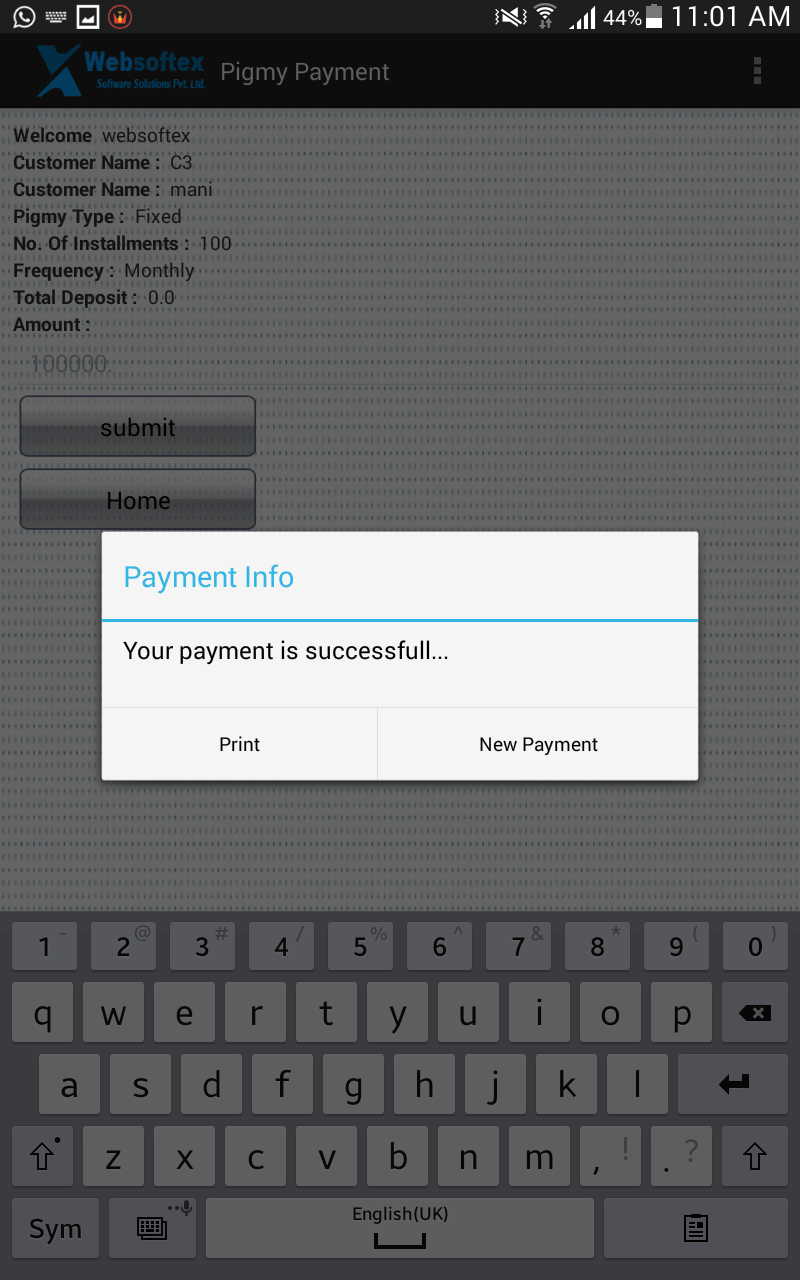 44% 11:01 AM
Websoftex
Software Solutions Pvt. Ltd.
Pigmy Payment
Welcome websoftex
Customer Name : C3
Customer Name : mani
Pigmy Type : Fixed
No. Of Installments : 100
Frequency : Monthly
Total Deposit : 0.0
Amount :
100000.
submit
Home
Payment Info
Your payment is successfull...
Print New Payment
1 - 2 @ 3 # 4 / 5 % 6 ^ 7 & 8 * 9 ( 0 )
q w e r t y u i o p
a s d f g h j k l
z x c v b n m , ! . ?
Sym English(UK)